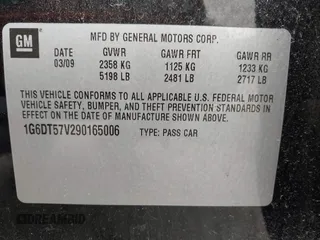 GM
MFD BY GENERAL MOTORS CORP.
DATE GVWR GAWR FRT GAWR RR
03/09 2358 KG 1125 KG 1233 KG
5198 LB 2481 LB 2717 LB
THIS VEHICLE CONFORMS TO ALL APPLICABLE U.S. FEDERAL MOTOR
VEHICLE SAFETY, BUMPER, AND THEFT PREVENTION STANDARDS IN
EFFECT ON THE DATE OF MANUFACTURE SHOWN ABOVE.
1G6DT57V290165006 TYPE: PASS CAR
IDREAMBID